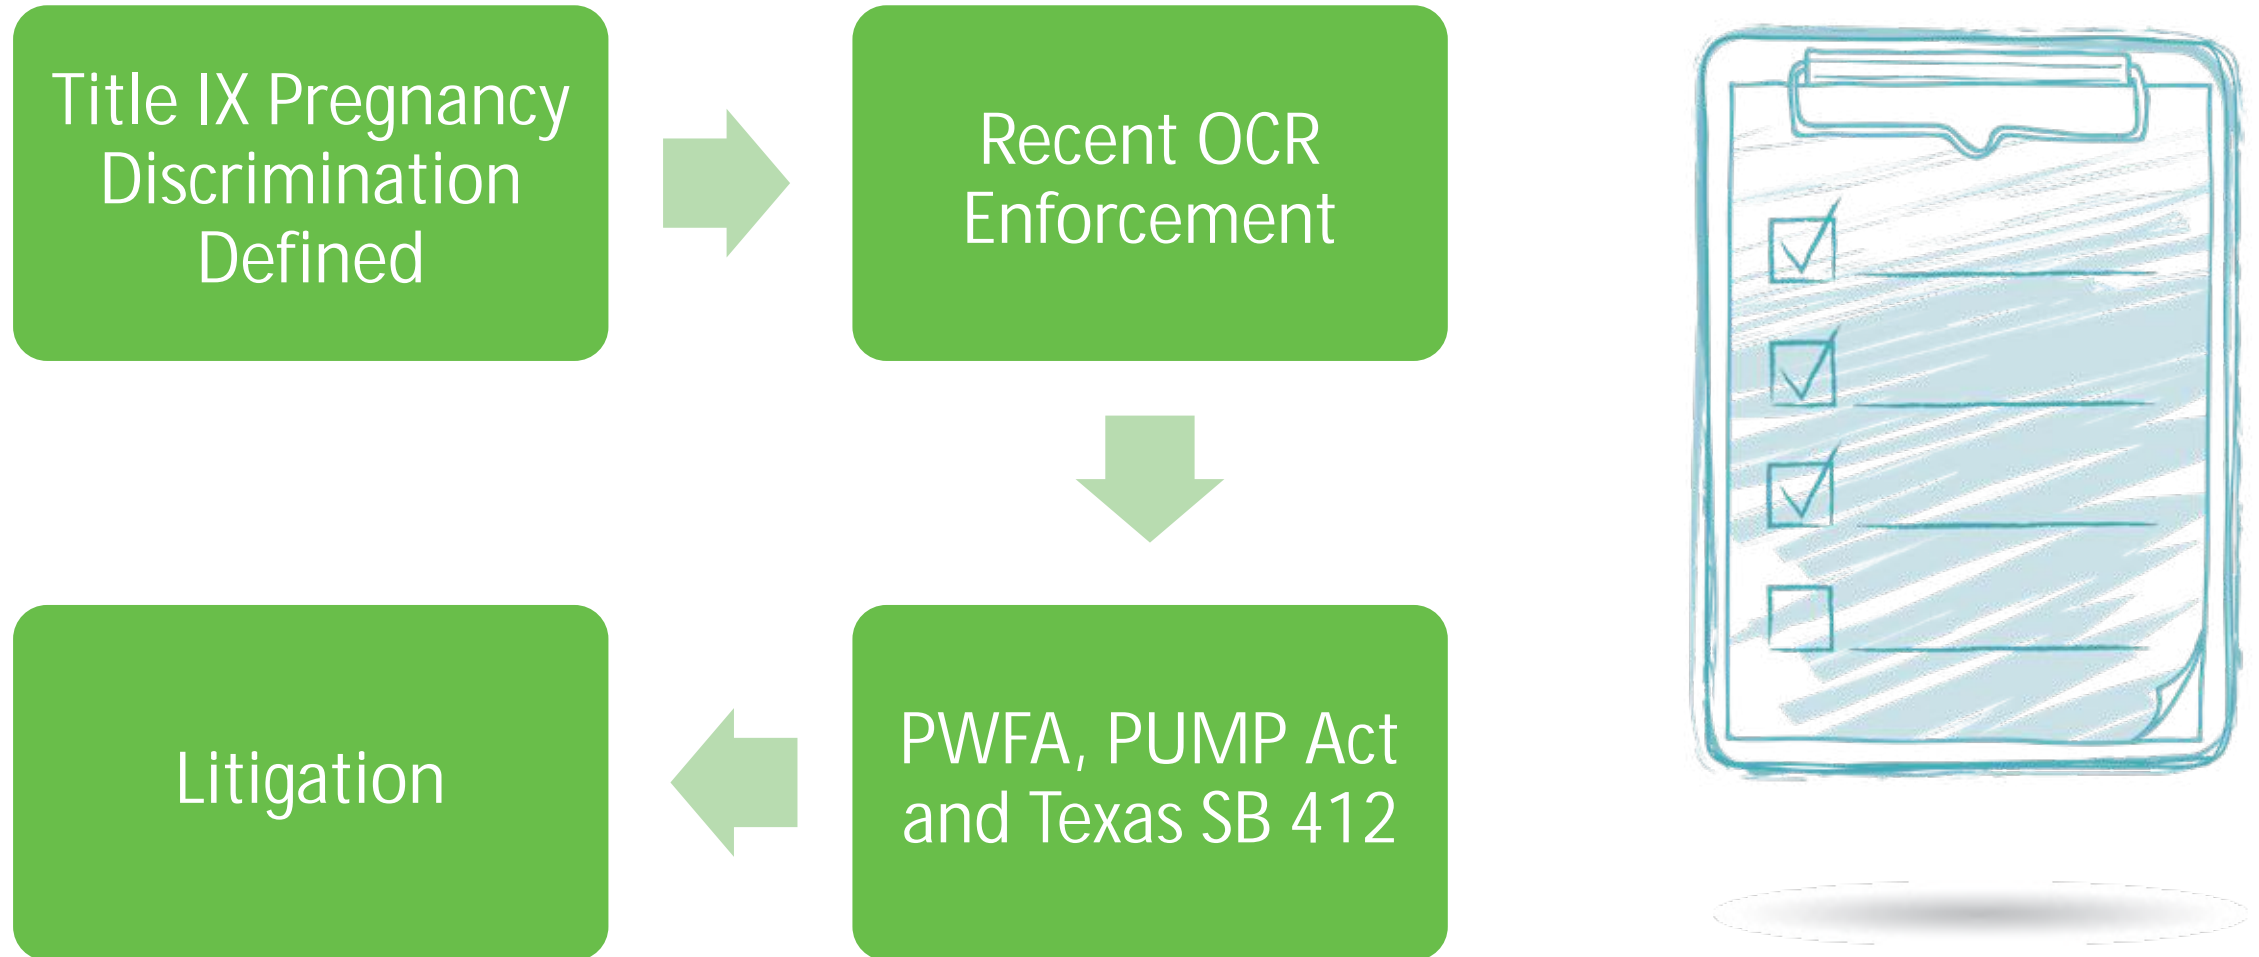 Title IX Pregnancy
Discrimination
Defined
Recent OCR
Enforcement
PWFA, PUMP Act
and Texas SB 412
Litigation